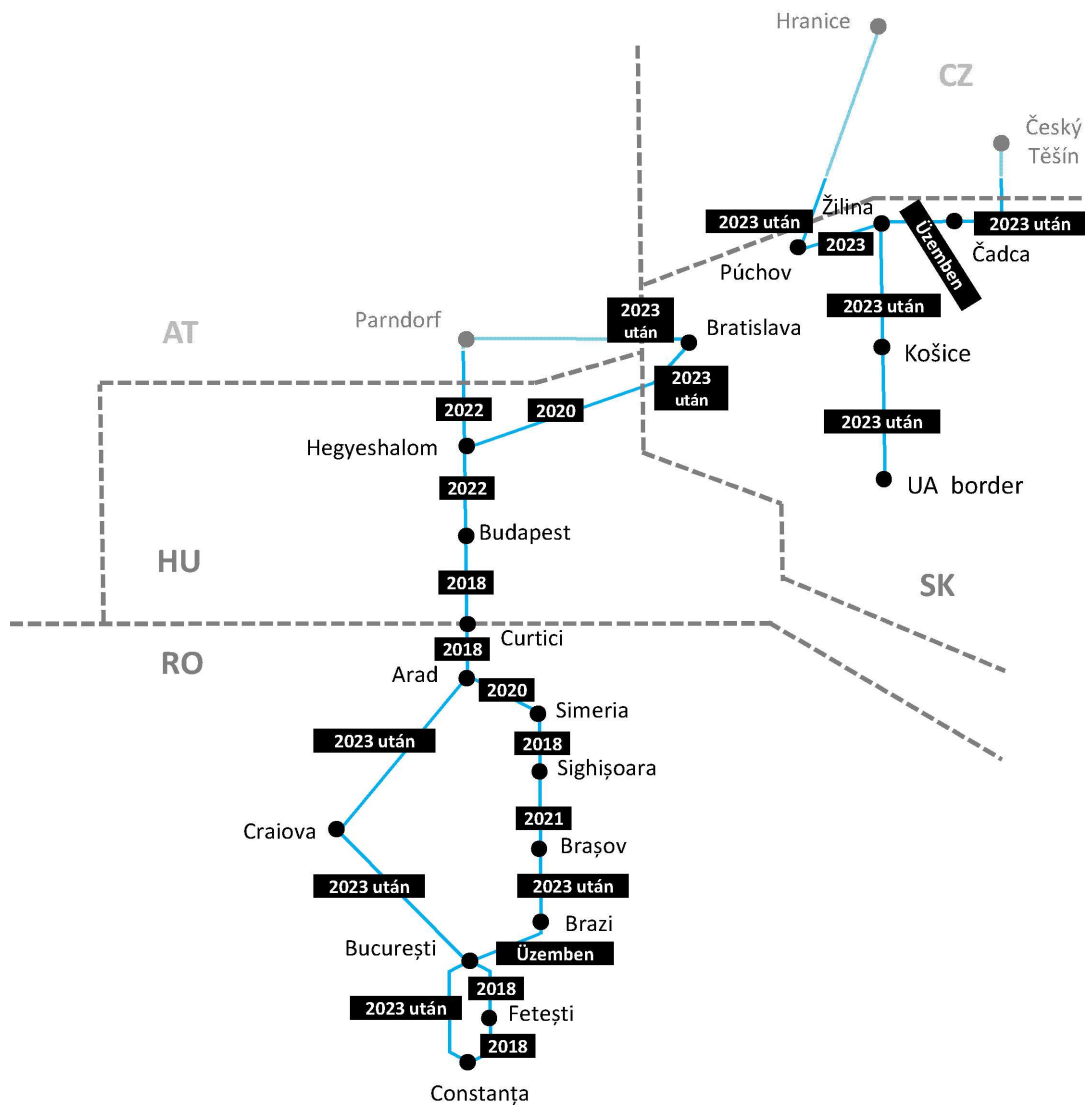 Hranice
CZ
Český
Těšín
Žilina
2023 után
2023
Üzemben
2023 után
Čadca
Púchov
2023 után
Košice
2023 után
UA border
AT
Parndorf
2023
után
Bratislava
2023
után
2022
2020
Hegyeshalom
2022
Budapest
HU
2018
SK
Curtici
RO
2018
Arad
2020
Simeria
2023 után
2018
Sighișoara
2021
Craiova
Brașov
2023 után
2023 után
Brazi
București
Üzemben
2018
2023 után
Fetești
2018
Constanța